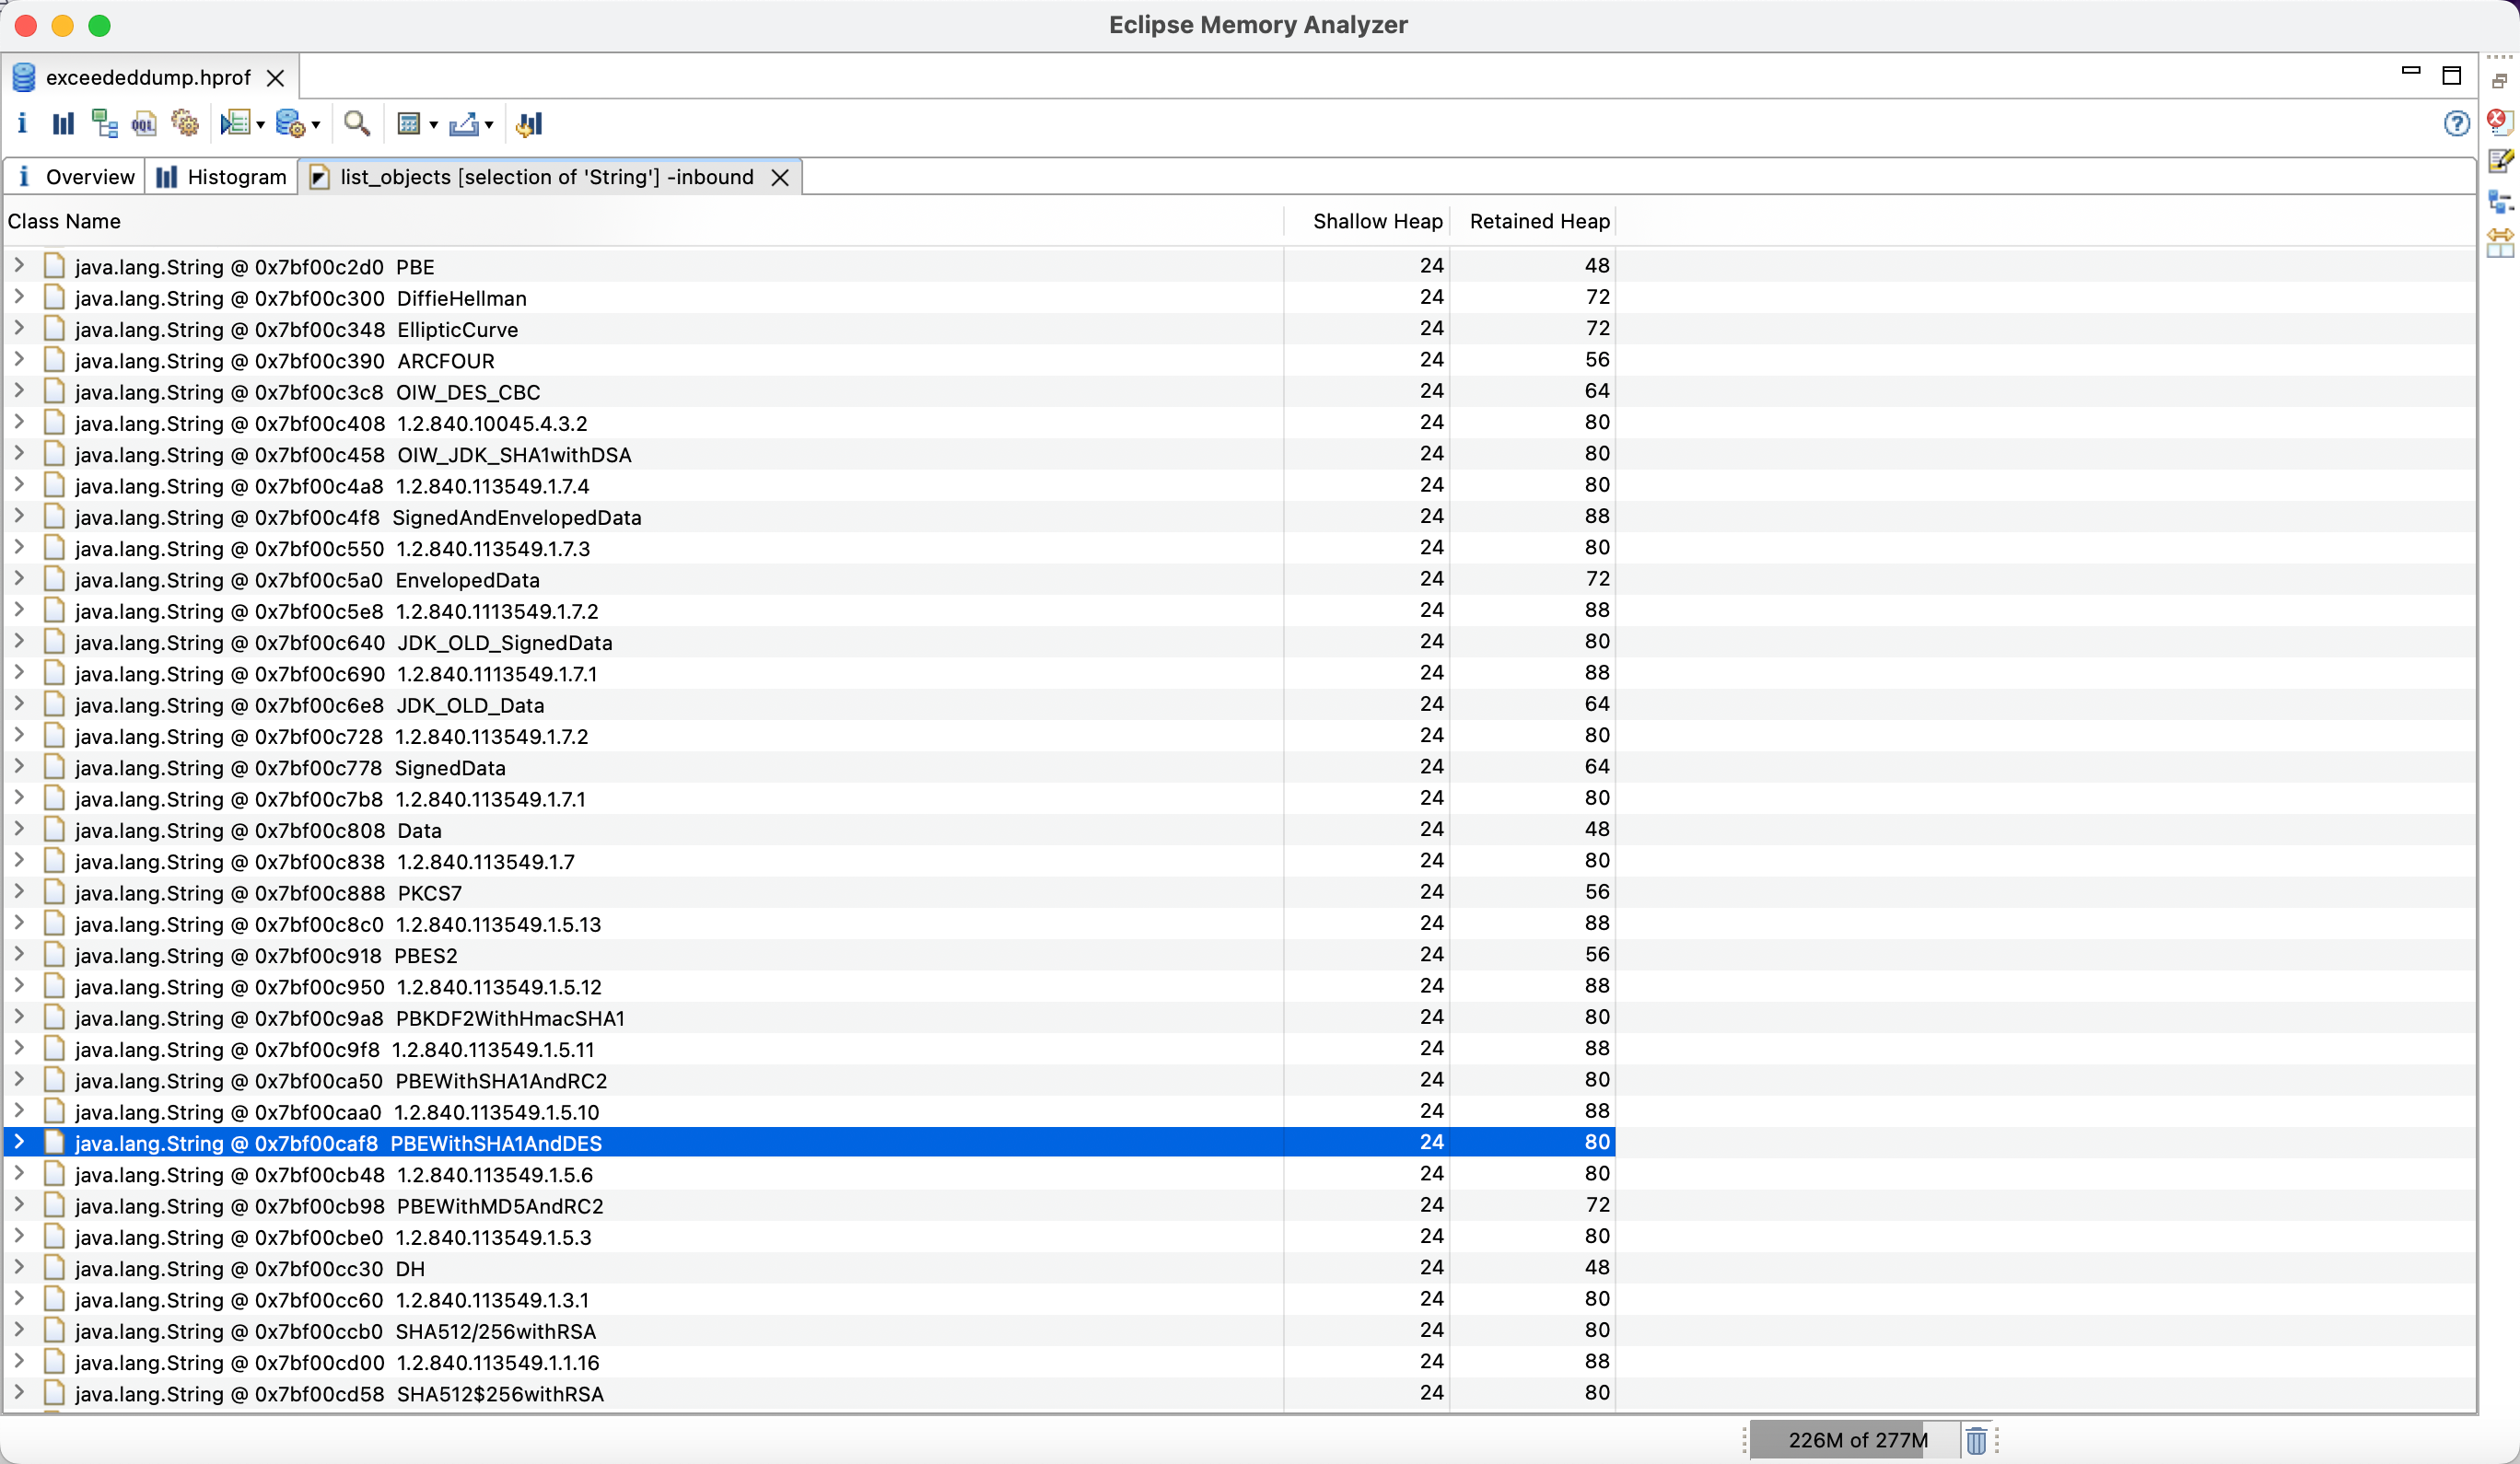 Eclipse Memory Analyzer
exceededdump.hprof
OQL
Overview Histogram list_objects [selection of 'String'] -inbound
Class Name Shallow Heap Retained Heap
java.lang.String @ 0x7bf00c2d0 PBE 24 48
java.lang.String @ 0x7bf00c300 DiffieHellman 24 72
java.lang.String @ 0x7bf00c348 EllipticCurve 24 72
java.lang.String @ 0x7bf00c390 ARCFOUR 24 56
java.lang.String @ 0x7bf00c3c8 OIW_DES_CBC 24 64
java.lang.String @ 0x7bf00c408 1.2.840.10045.4.3.2 24 80
java.lang.String @ 0x7bf00c458 OIW_JDK_SHA1withDSA 24 80
java.lang.String @ 0x7bf00c4a8 1.2.840.113549.1.7.4 24 80
java.lang.String @ 0x7bf00c4f8 SignedAndEnvelopedData 24 88
java.lang.String @ 0x7bf00c550 1.2.840.113549.1.7.3 24 80
java.lang.String @ 0x7bf00c5a0 EnvelopedData 24 72
java.lang.String @ 0x7bf00c5e8 1.2.840.1113549.1.7.2 24 88
java.lang.String @ 0x7bf00c640 JDK_OLD_SignedData 24 80
java.lang.String @ 0x7bf00c690 1.2.840.1113549.1.7.1 24 88
java.lang.String @ 0x7bf00c6e8 JDK_OLD_Data 24 64
java.lang.String @ 0x7bf00c728 1.2.840.113549.1.7.2 24 80
java.lang.String @ 0x7bf00c778 SignedData 24 64
java.lang.String @ 0x7bf00c7b8 1.2.840.113549.1.7.1 24 80
java.lang.String @ 0x7bf00c808 Data 24 48
java.lang.String @ 0x7bf00c838 1.2.840.113549.1.7 24 80
java.lang.String @ 0x7bf00c888 PKCS7 24 56
java.lang.String @ 0x7bf00c8c0 1.2.840.113549.1.5.13 24 88
java.lang.String @ 0x7bf00c918 PBES2 24 56
java.lang.String @ 0x7bf00c950 1.2.840.113549.1.5.12 24 88
java.lang.String @ 0x7bf00c9a8 PBKDF2WithHmacSHA1 24 80
java.lang.String @ 0x7bf00c9f8 1.2.840.113549.1.5.11 24 88
java.lang.String @ 0x7bf00ca50 PBEWithSHA1AndRC2 24 80
java.lang.String @ 0x7bf00caa0 1.2.840.113549.1.5.10 24 88
java.lang.String @ 0x7bf00caf8 PBEWithSHA1AndDES 24 80
java.lang.String @ 0x7bf00cb48 1.2.840.113549.1.5.6 24 80
java.lang.String @ 0x7bf00cb98 PBEWithMD5AndRC2 24 72
java.lang.String @ 0x7bf00cbe0 1.2.840.113549.1.5.3 24 80
java.lang.String @ 0x7bf00cc30 DH 24 48
java.lang.String @ 0x7bf00cc60 1.2.840.113549.1.3.1 24 80
java.lang.String @ 0x7bf00ccb0 SHA512/256withRSA 24 80
java.lang.String @ 0x7bf00cd00 1.2.840.113549.1.1.16 24 88
java.lang.String @ 0x7bf00cd58 SHA512$256withRSA 24 80
226M of 277M